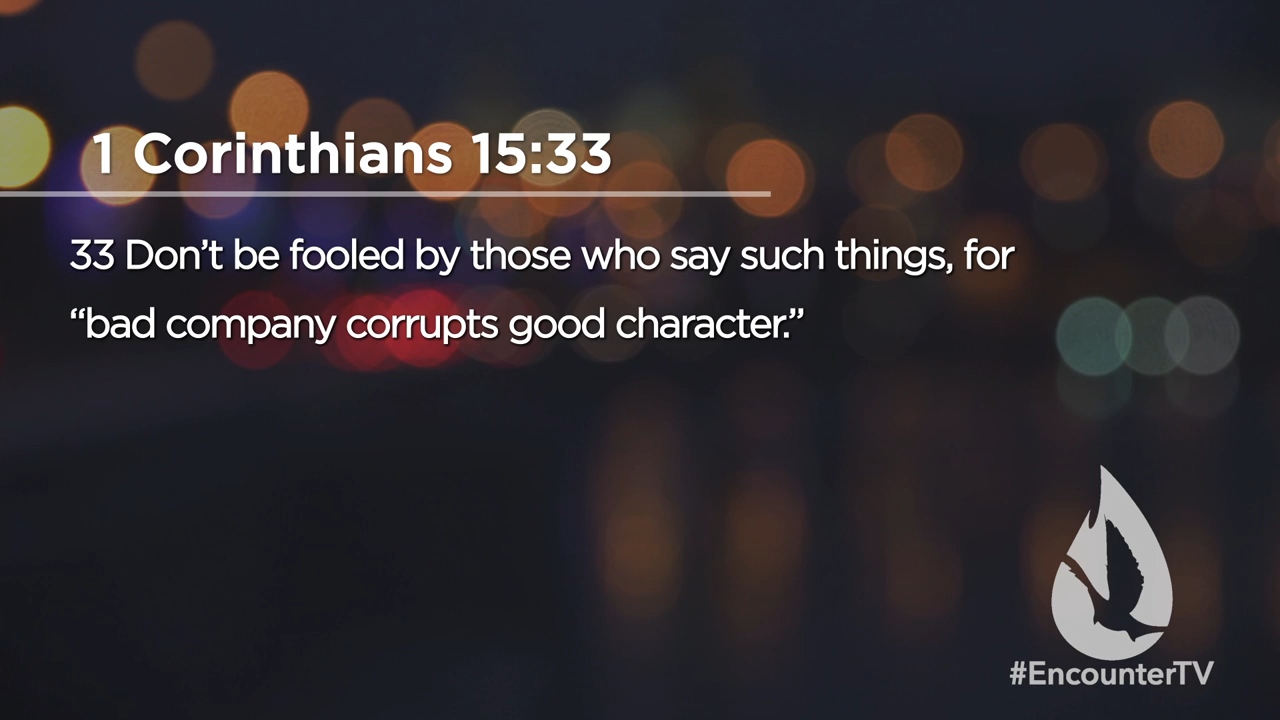 1 Corinthians 15:33
33 Don’t be fooled by those who say such things, for
“bad company corrupts good character.”
#EncounterTV